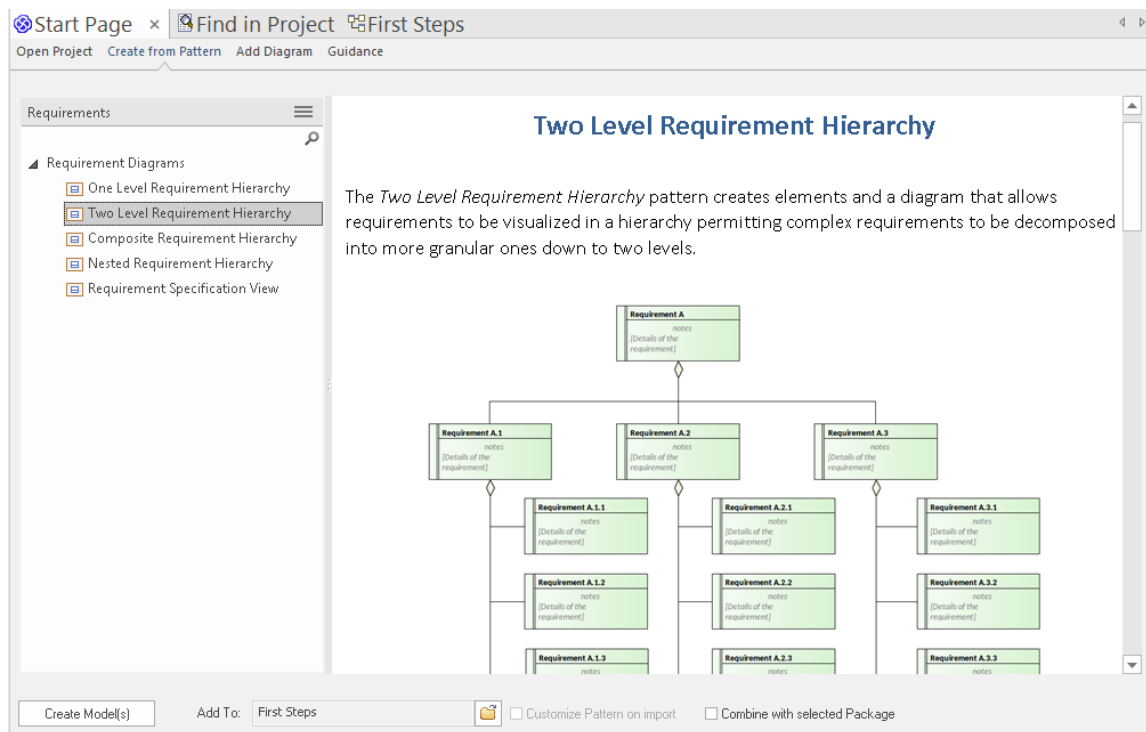 Start Page × Find in Project First Steps
Open Project Create from Pattern Add Diagram Guidance
Requirements
Requirement Diagrams
One Level Requirement Hierarchy
Two Level Requirement Hierarchy
Composite Requirement Hierarchy
Nested Requirement Hierarchy
Requirement Specification View
Two Level Requirement Hierarchy
The Two Level Requirement Hierarchy pattern creates elements and a diagram that allows
requirements to be visualized in a hierarchy permitting complex requirements to be decomposed
into more granular ones down to two levels.
Requirement A
notes
[Details of the
requirement]
Requirement A.1
notes
[Details of the
requirement]
Requirement A.2
notes
[Details of the
requirement]
Requirement A.3
notes
[Details of the
requirement]
Requirement A.1.1
notes
[Details of the
requirement]
Requirement A.2.1
notes
[Details of the
requirement]
Requirement A.3.1
notes
[Details of the
requirement]
Requirement A.1.2
notes
[Details of the
requirement]
Requirement A.2.2
notes
[Details of the
requirement]
Requirement A.3.2
notes
[Details of the
requirement]
Requirement A.1.3
notes
Requirement A.2.3
notes
Requirement A.3.3
notes
Create Model(s) Add To: First Steps Customize Pattern on import Combine with selected Package